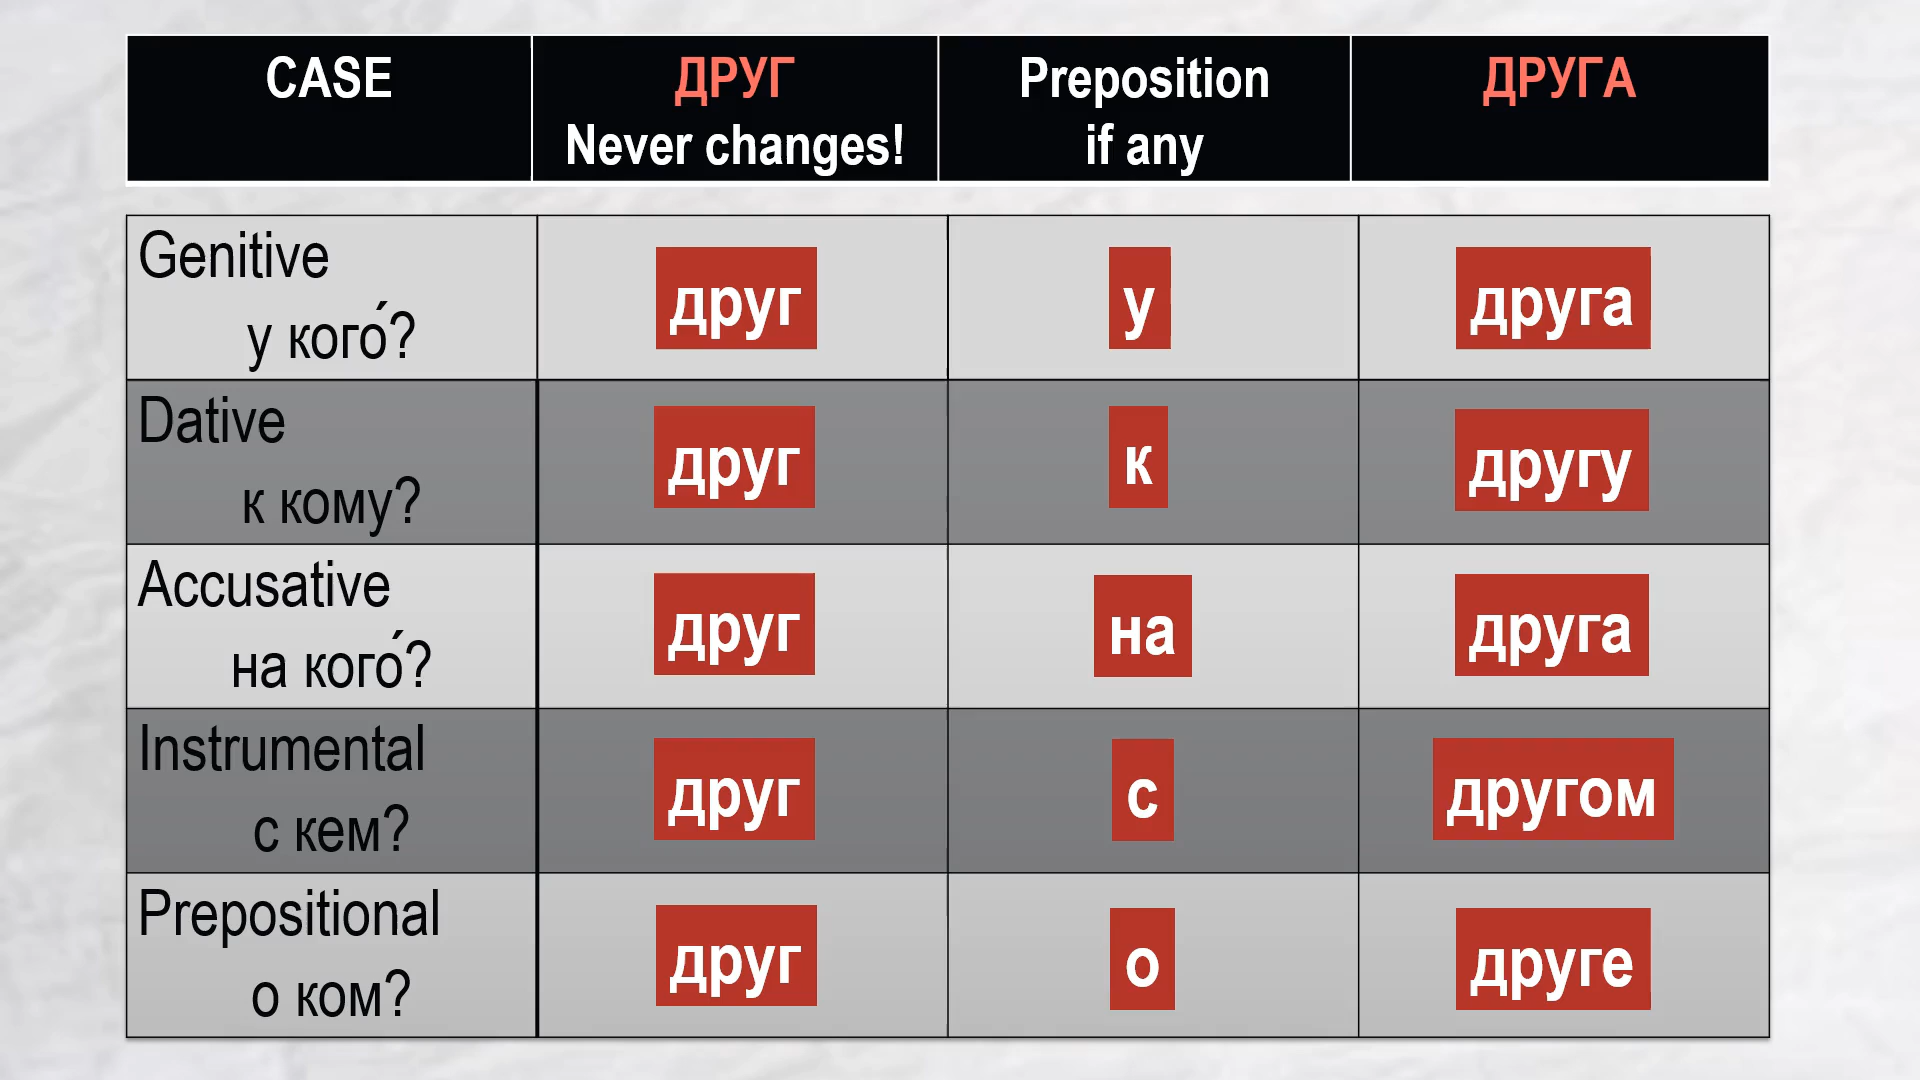 CASE ДРУГ Preposition ДРУГА
Never changes! if any
Genitive
у кого́? друг у друга
Dative
к кому? друг к другу
Accusative
на кого́? друг на друга
Instrumental
с кем? друг с другом
Prepositional
о ком? друг о друге